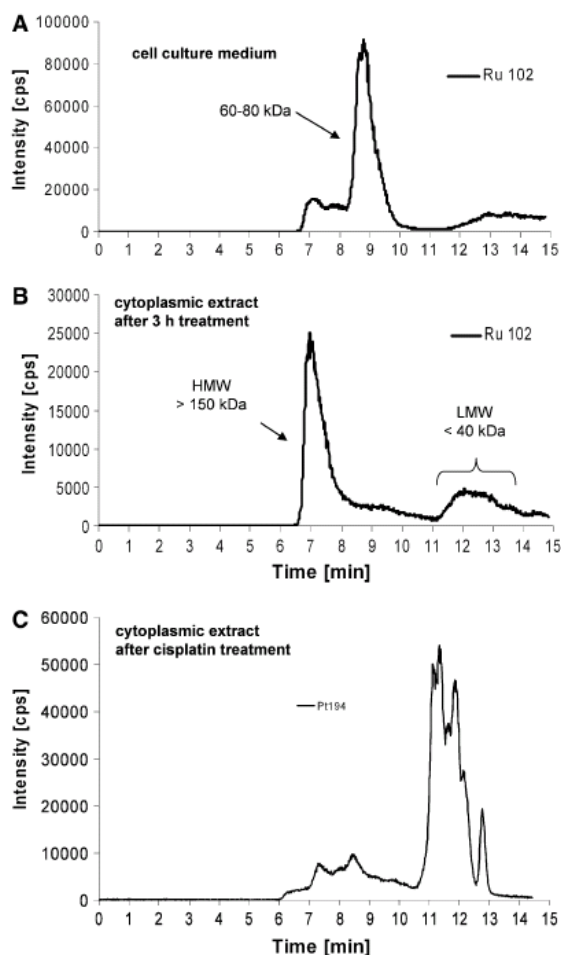 A
cell culture medium
Ru 102
60-80 kDa
Intensity [cps]
100000
80000
60000
40000
20000
0
0 1 2 3 4 5 6 7 8 9 10 11 12 13 14 15
B
cytoplasmic extract
after 3 h treatment
Ru 102
HMW
> 150 kDa
LMW
< 40 kDa
Intensity [cps]
30000
25000
20000
15000
10000
5000
0
0 1 2 3 4 5 6 7 8 9 10 11 12 13 14 15
Time [min]
C
cytoplasmic extract
after cisplatin treatment
Pt194
Intensity [cps]
60000
50000
40000
30000
20000
10000
0
0 1 2 3 4 5 6 7 8 9 10 11 12 13 14 15
Time [min]